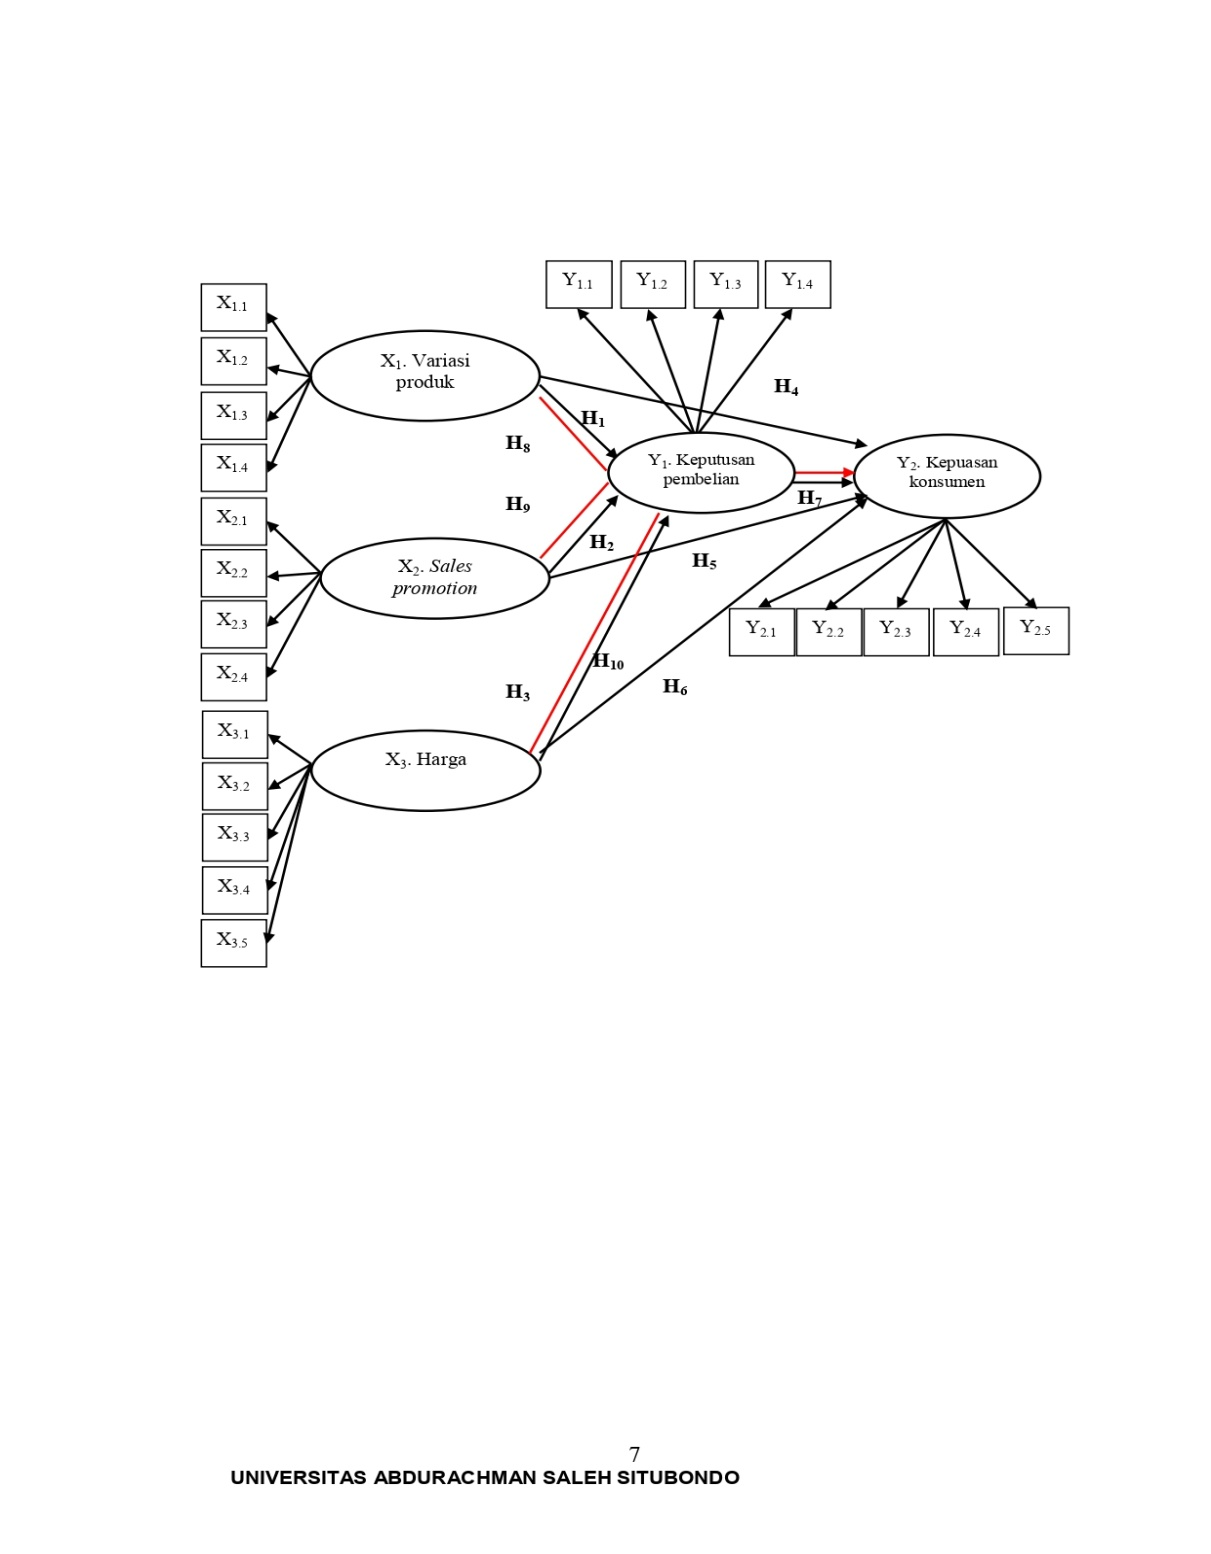 Y1.1
Y1.2
Y1.3
Y1.4
X1.1
X1.2
X1.3
X1.4
X1. Variasi
produk
H4
H1
H8
Y1. Keputusan
pembelian
Y2. Kepuasan
konsumen
H7
H9
H2
H5
X2.1
X2.2
X2.3
X2.4
X2. Sales
promotion
Y2.1
Y2.2
Y2.3
Y2.4
Y2.5
H10
H3
H6
X3.1
X3.2
X3.3
X3.4
X3.5
X3. Harga
7
UNIVERSITAS ABDURACHMAN SALEH SITUBONDO